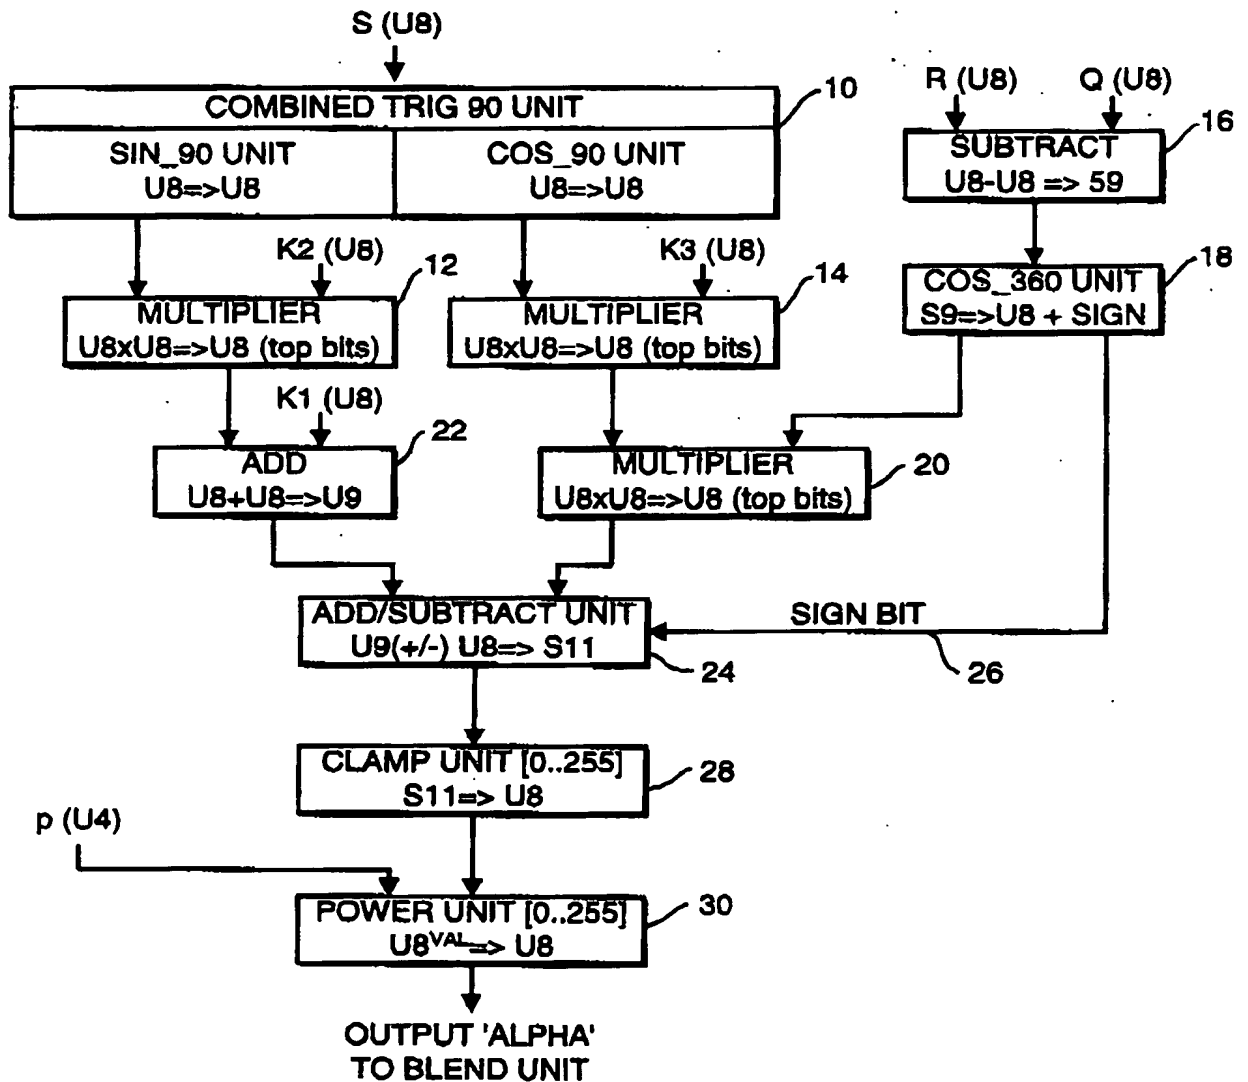 S (U8)
COMBINED TRIG 90 UNIT
10
SIN_90 UNIT
U8=>U8
COS_90 UNIT
U8=>U8
R (U8)
Q (U8)
16
SUBTRACT
U8-U8 => 59
K2 (U8)
12
MULTIPLIER
U8xU8=>U8 (top bits)
K3 (U8)
14
MULTIPLIER
U8xU8=>U8 (top bits)
18
COS_360 UNIT
S9=>U8 + SIGN
K1 (U8)
22
ADD
U8+U8=>U9
20
MULTIPLIER
U8xU8=>U8 (top bits)
ADD/SUBTRACT UNIT
U9(+/-) U8=> S11
24
SIGN BIT
26
CLAMP UNIT [0..255]
S11=> U8
28
p (U4)
POWER UNIT [0..255]
U8^VAL=> U8
30
OUTPUT 'ALPHA'
TO BLEND UNIT